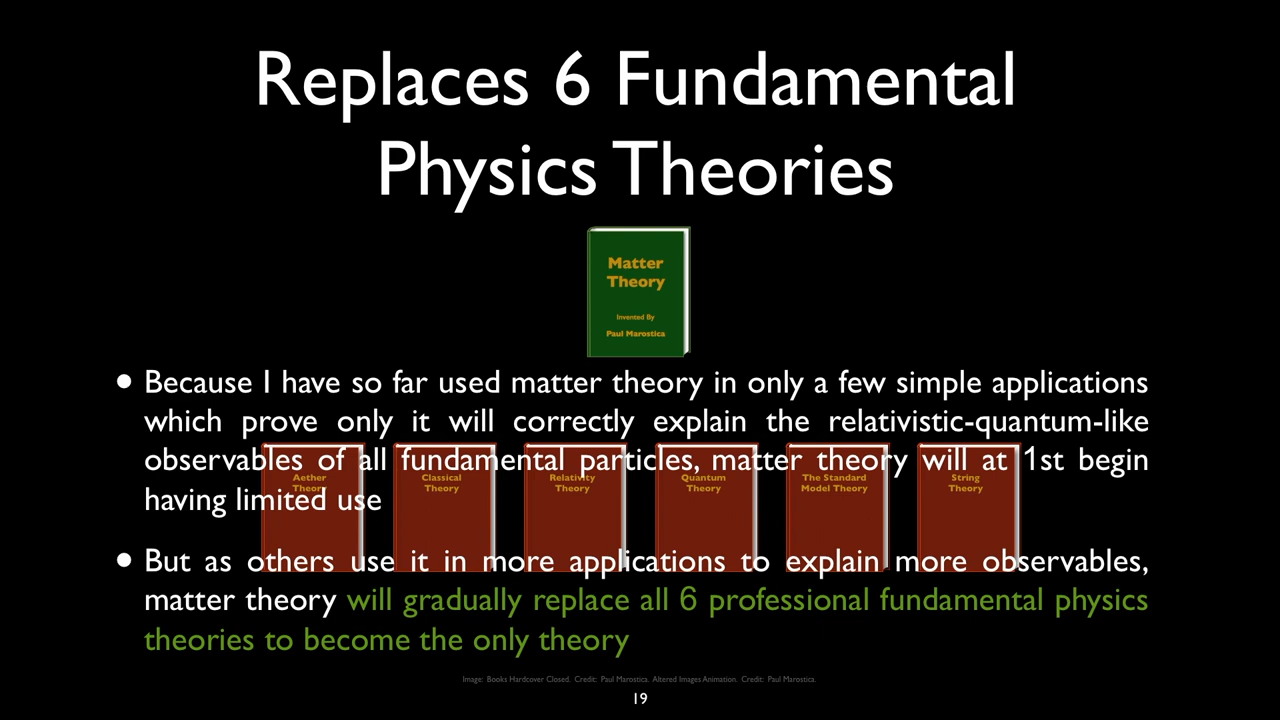 Replaces 6 Fundamental
Physics Theories
Matter
Theory
Invented By
Paul Marostica
• Because I have so far used matter theory in only a few simple applications
which prove only it will correctly explain the relativistic-quantum-like
observables of all fundamental particles, matter theory will at 1st begin
having limited use
Aether
Theory
Classical
Theory
Relativity
Theory
Quantum
Theory
The Standard
Model Theory
String
Theory
• But as others use it in more applications to explain more observables,
matter theory will gradually replace all 6 professional fundamental physics
theories to become the only theory
Image: Books Hardcover Closed. Credit: Paul Marostica. Altered Images Animation. Credit: Paul Marostica.
19